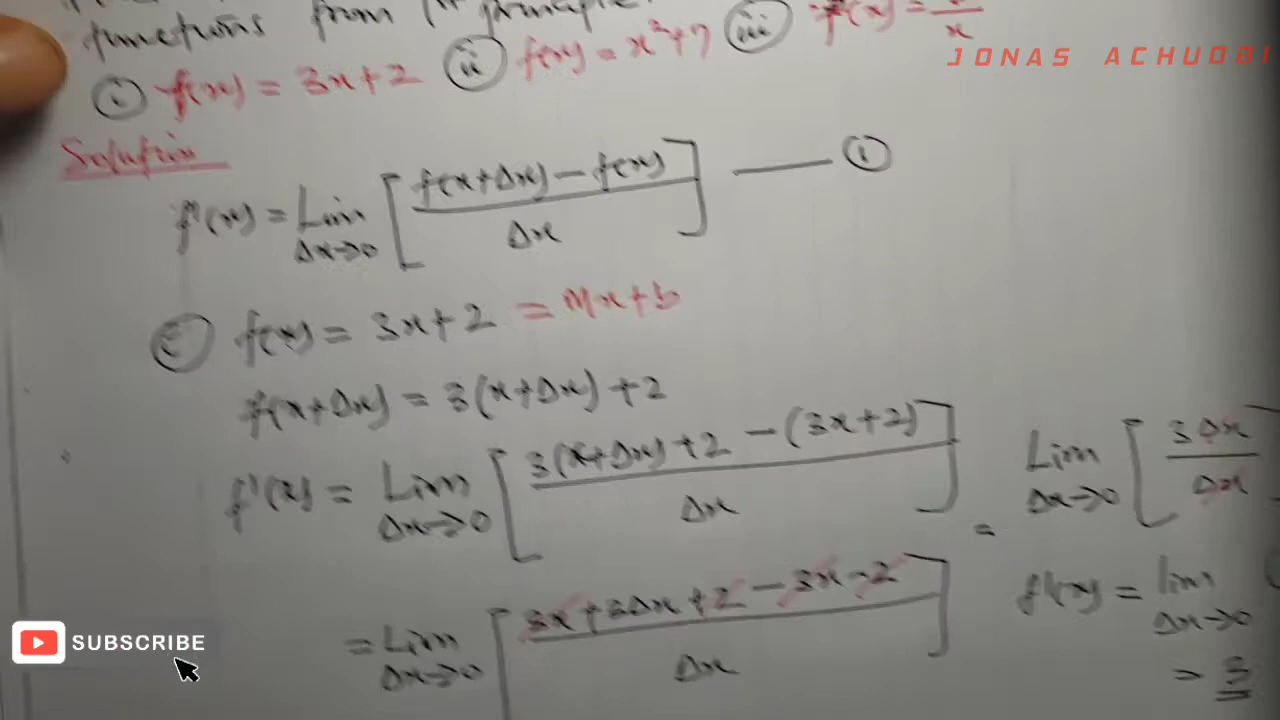 functions from 1st principle.
(i) f(x) = 3x+2 (ii) f(x) = x²+7 (iii) f(x) = /x
JONAS ACHUOBI
Solution
f'(x) = Lim Δx→0 [ (f(x+Δx) − f(x)) / Δx ] —— (1)
(i) f(x) = 3x+2 = mx+b
f(x+Δx) = 3(x+Δx)+2
f'(x) = Lim Δx→0 [ (3(x+Δx)+2 − (3x+2)) / Δx ]
= Lim Δx→0 [ (3x+3Δx+2 − 3x − 2) / Δx ]
= Lim Δx→0 [ 3Δx / Δx
f'(x) = lim Δx→0
= 3
SUBSCRIBE